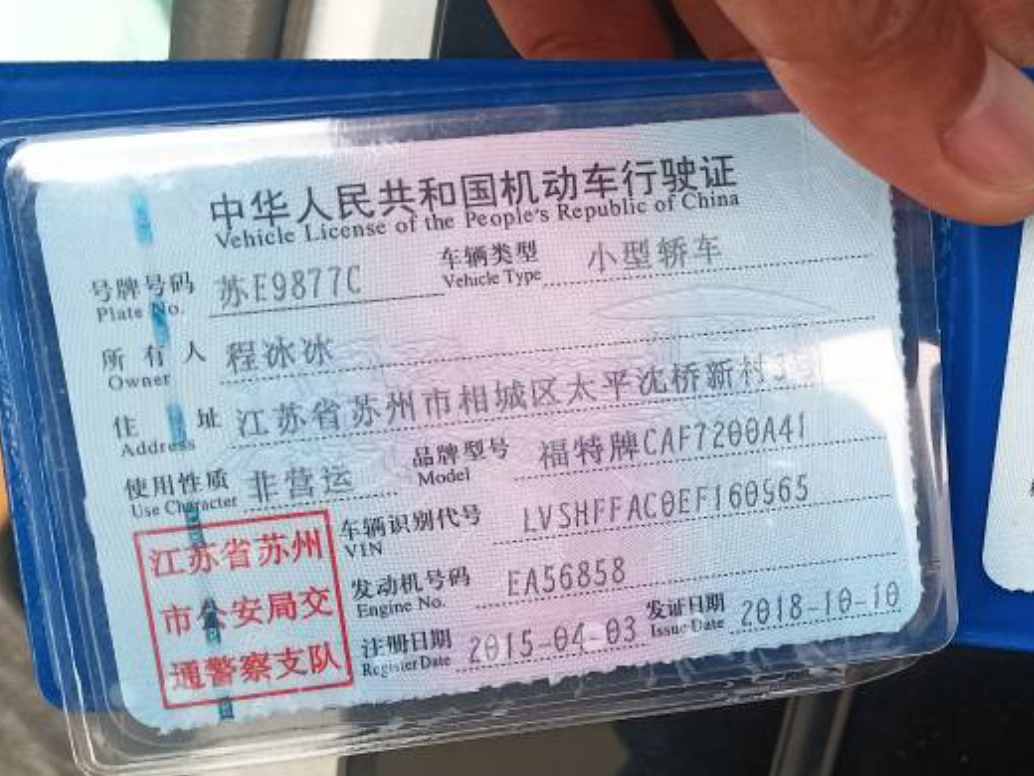 中华人民共和国机动车行驶证
Vehicle License of the People's Republic of China
号牌号码 苏E9877C 车辆类型 小型轿车
Plate No. Vehicle Type
所有人 程冰冰
Owner
住址 江苏省苏州市相城区太平沈桥新村
Address
使用性质 非营运 品牌型号 福特牌CAF7200A41
Use Character Model
车辆识别代号 LVSHFFAC0EF160565
VIN
发动机号码 EA56858
Engine No.
注册日期 2015-04-03 发证日期 2018-10-10
Register Date Issue Date
江苏省苏州
市公安局交
通警察支队